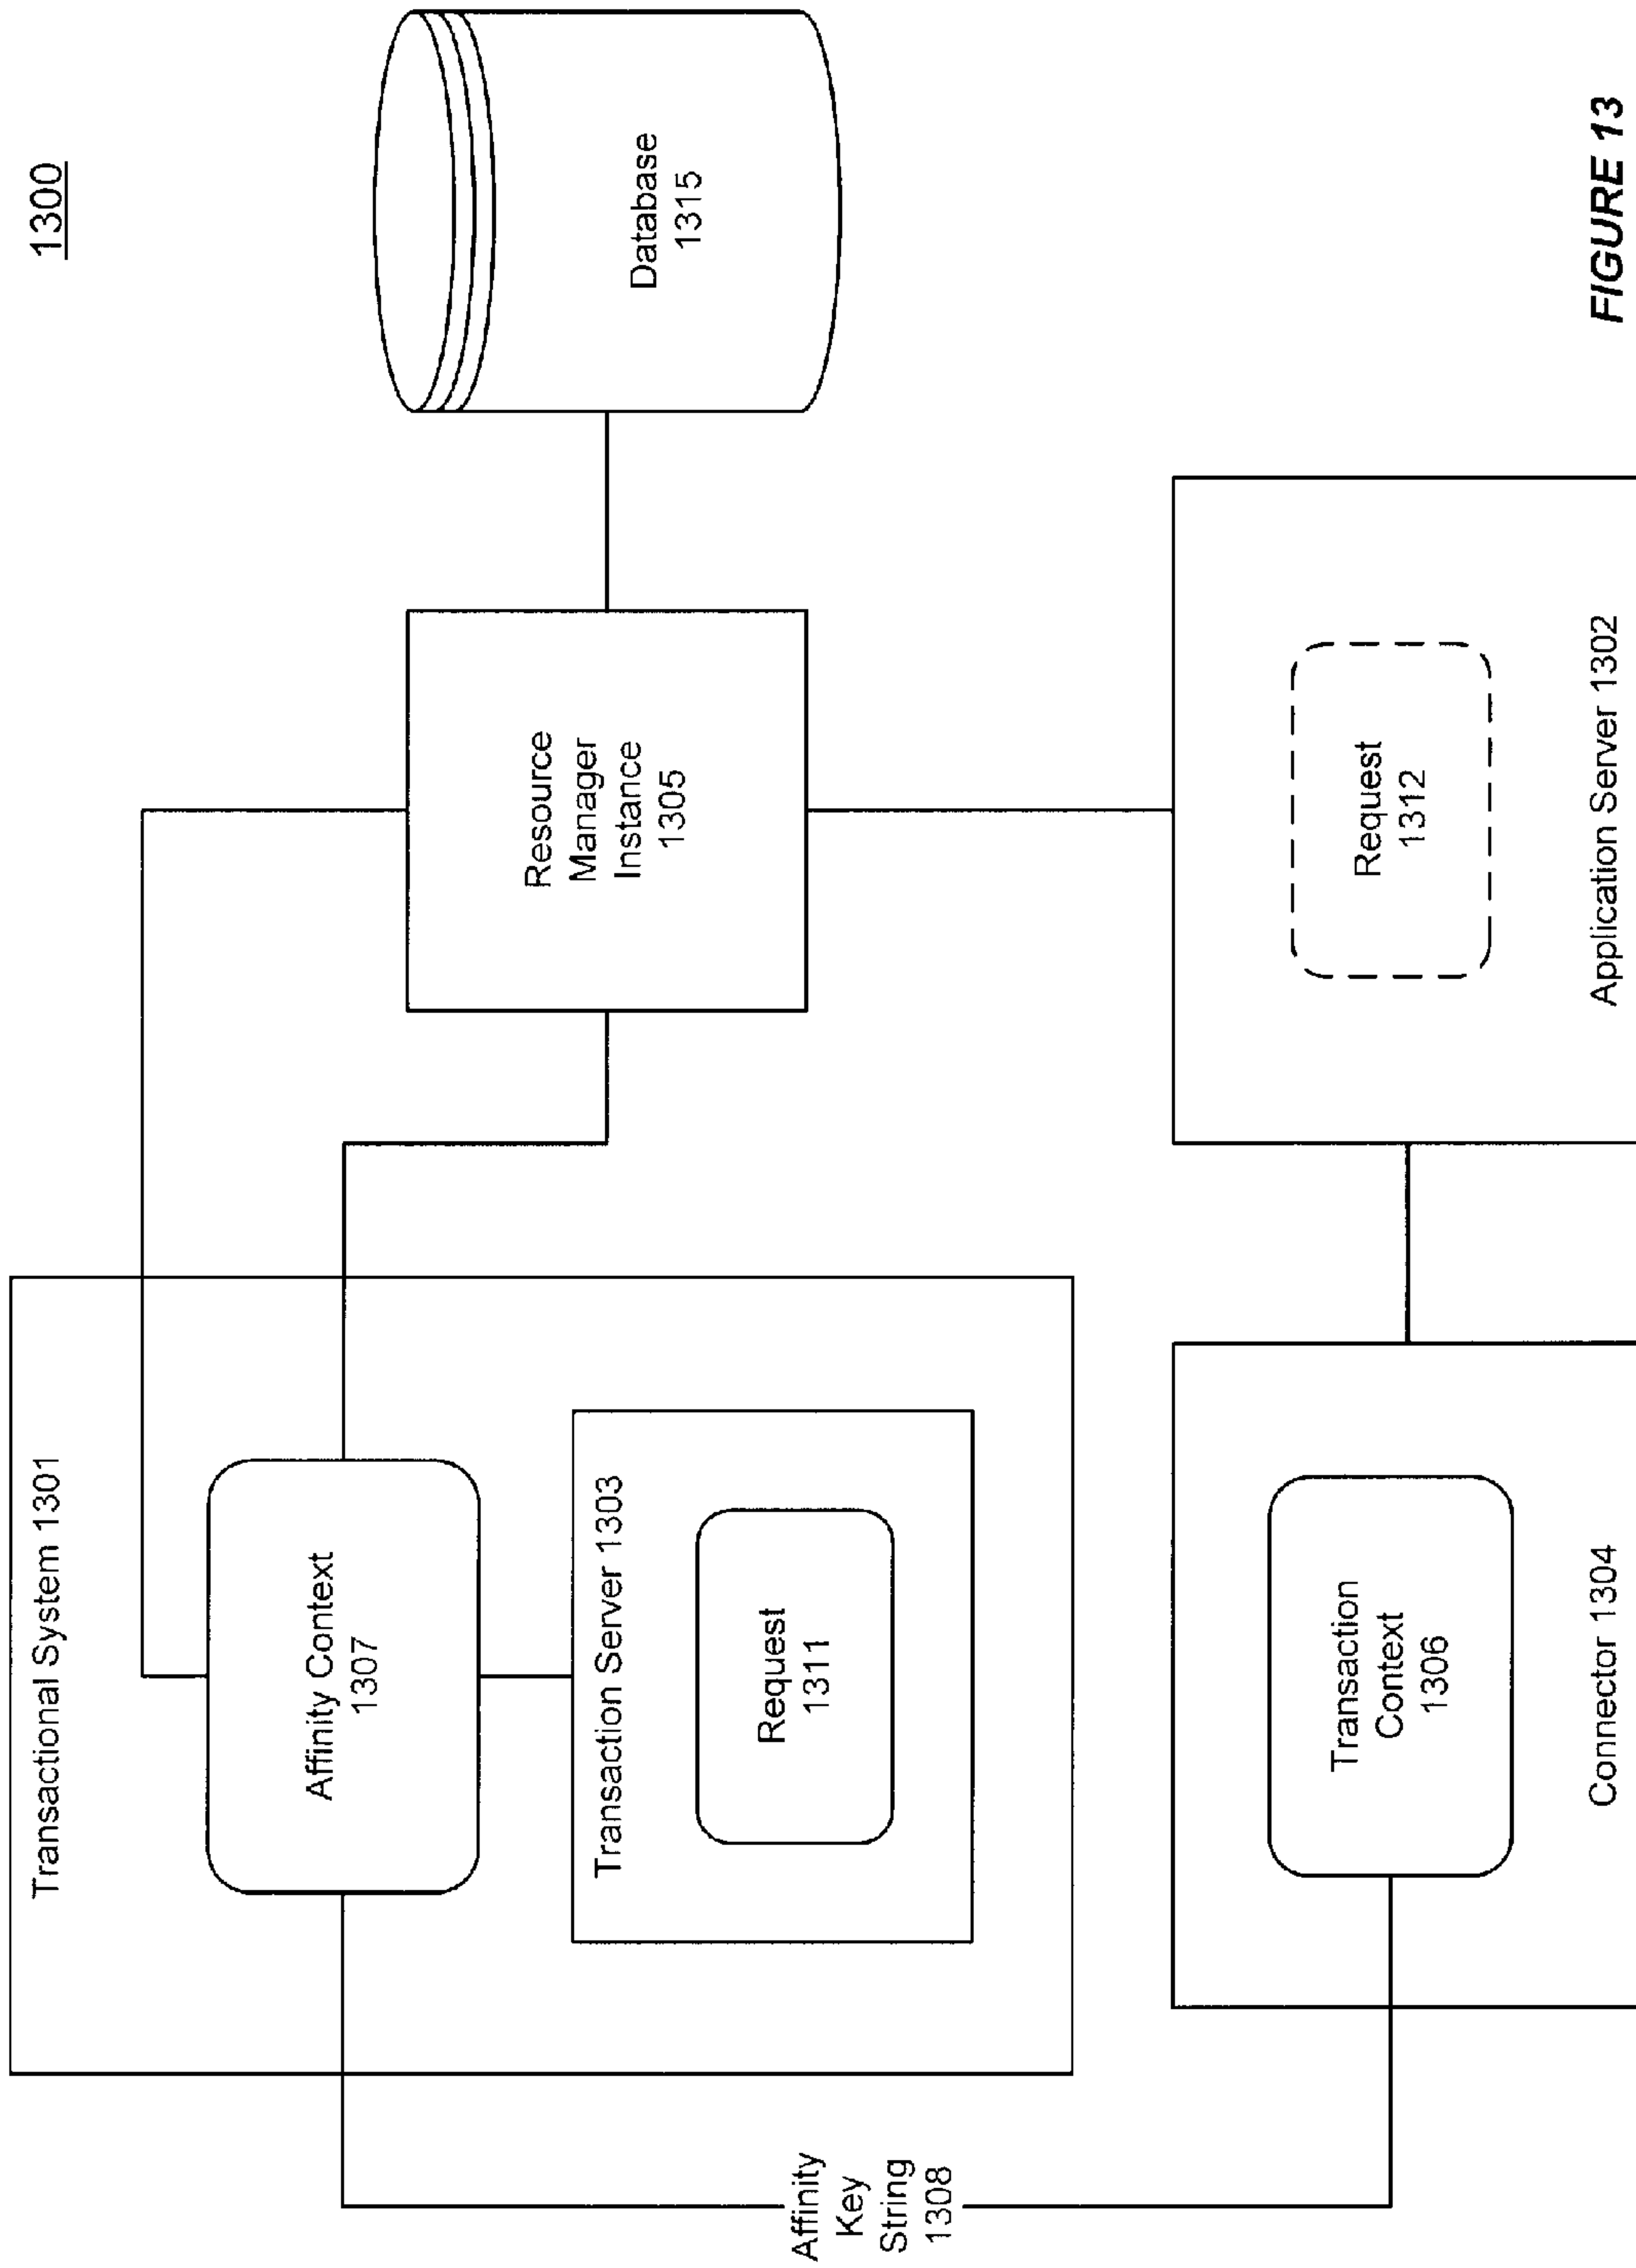 1300
Transactional System 1301
Affinity Context
1307
Transaction Server 1303
Request
1311
Resource
Manager
Instance
1305
Database
1315
Affinity
Key
String
1308
Transaction
Context
1306
Connector 1304
Request
1312
Application Server 1302
FIGURE 13